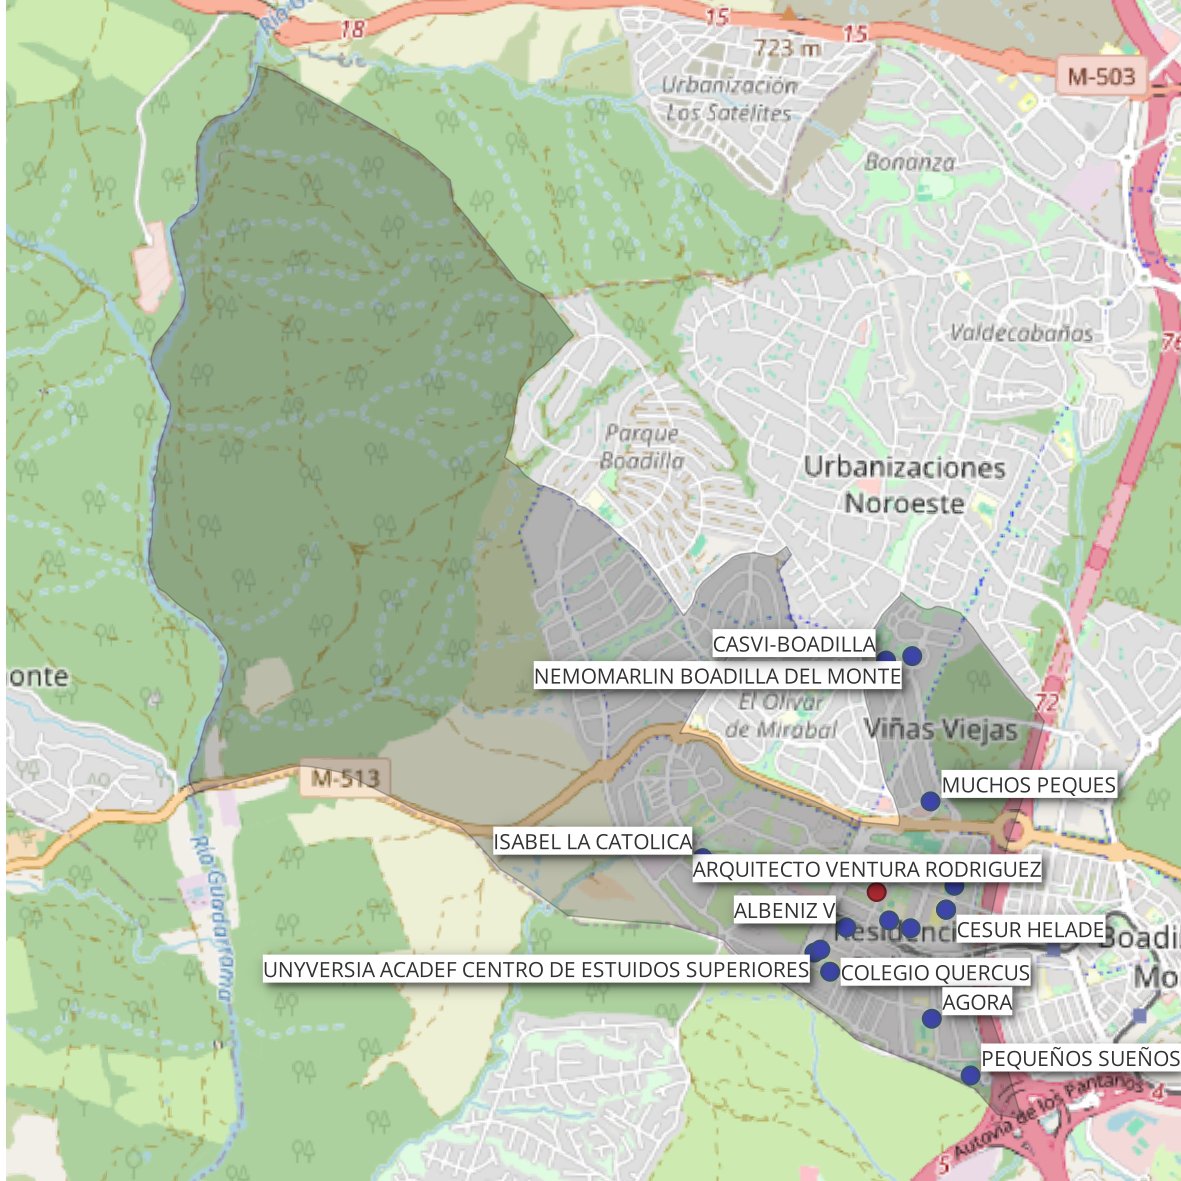 18
15
15
723 m
M-503
Urbanización
Los Satélites
Bonanza
Valdecabañas
76
Parque
Boadilla
Urbanizaciones
Noroeste
CASVI-BOADILLA
onte
NEMOMARLIN BOADILLA DEL MONTE
El Olivar
de Mirabal
Viñas Viejas
72
M-513
MUCHOS PEQUES
ISABEL LA CATOLICA
ARQUITECTO VENTURA RODRIGUEZ
ALBENIZ V
Residenci
CESUR HELADE
Boadi
Mo
UNYVERSIA ACADEF CENTRO DE ESTUIDOS SUPERIORES
COLEGIO QUERCUS
AGORA
Río Guadarrama
PEQUEÑOS SUEÑOS
Autovía de los Pantanos
4
5